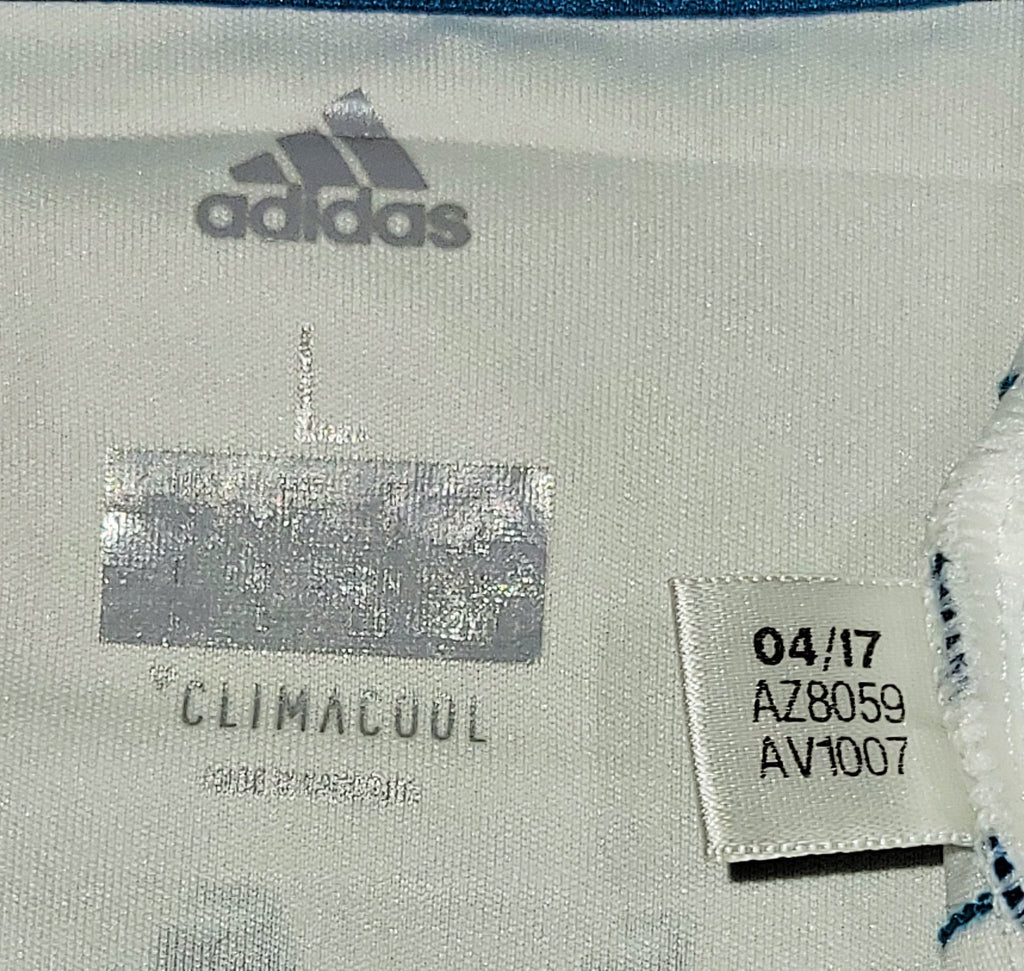 adidas
L
CLIMACOOL
04/17
AZ8059
AV1007